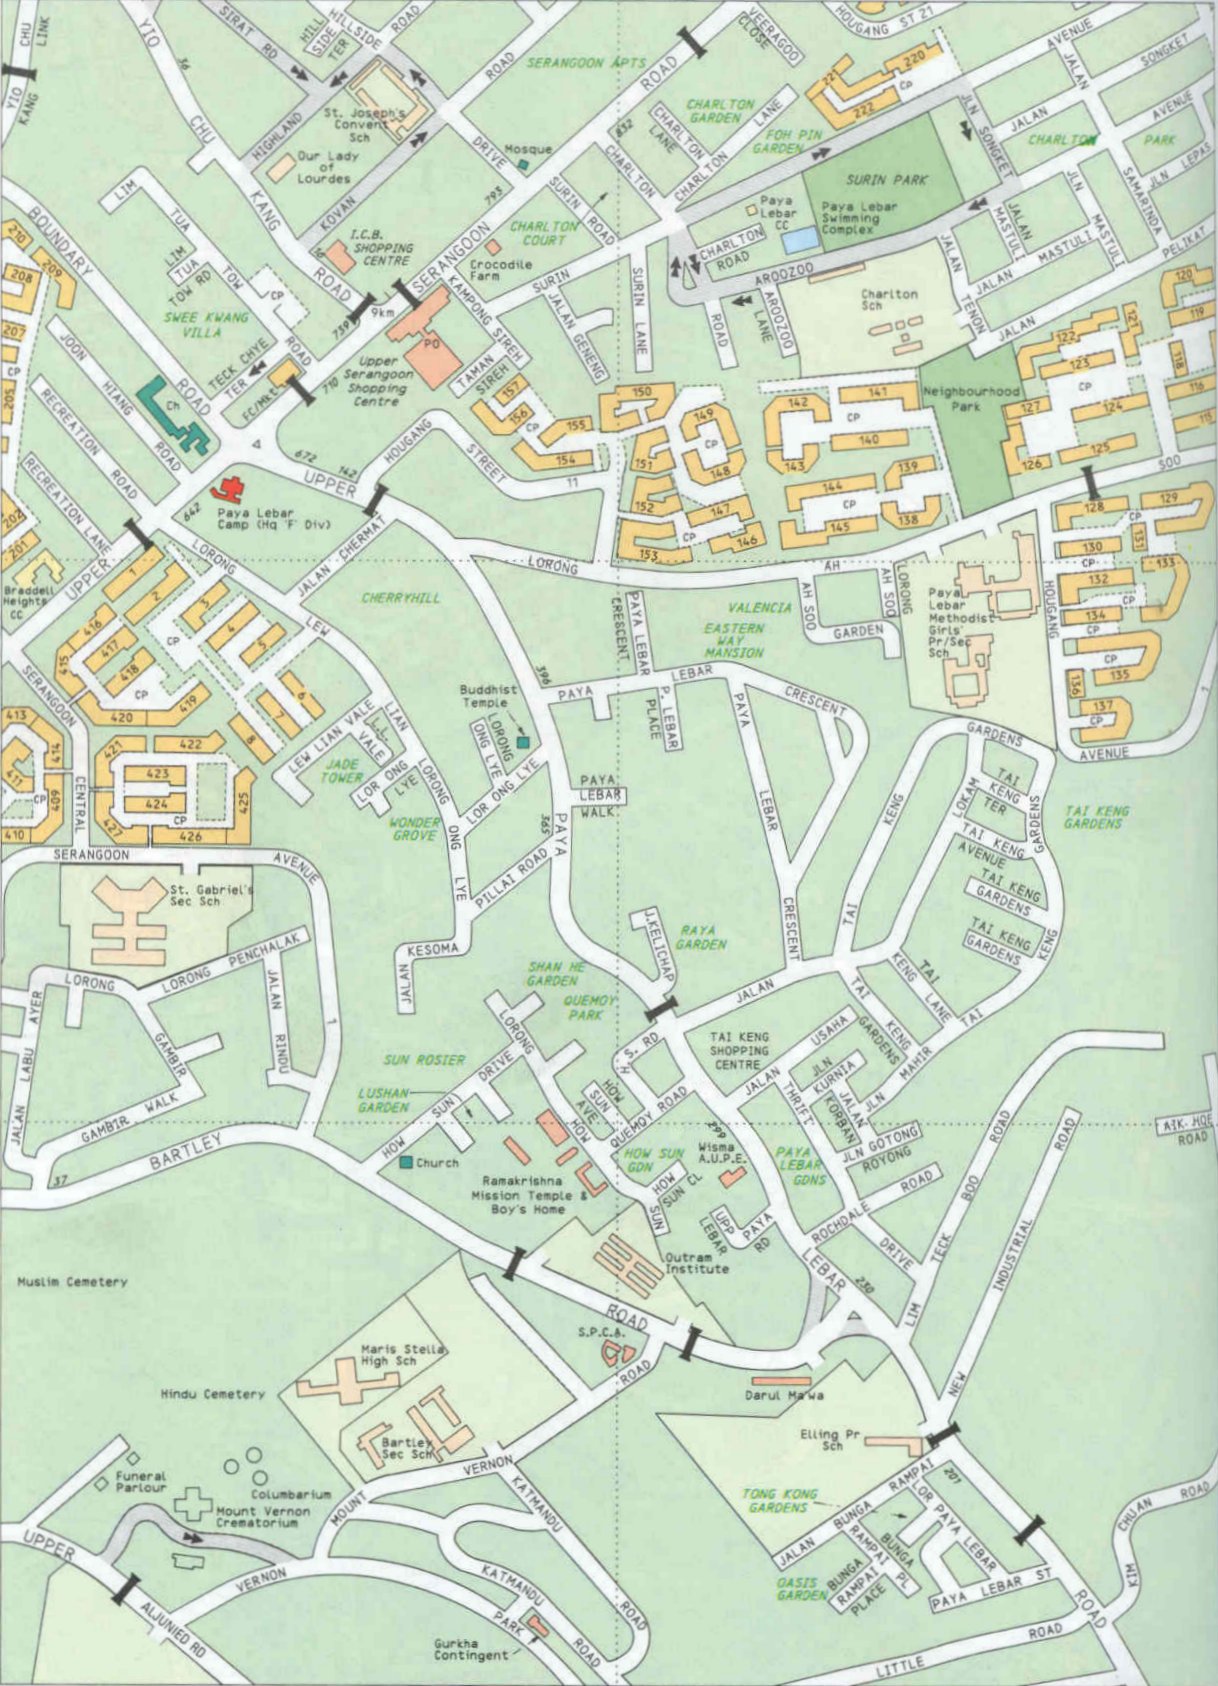 YIO CHU KANG LINK
YIO CHU KANG ROAD
36
SIRAT RD
HILL SIDE TER
HILLSIDE ROAD
ROAD
SERANGOON APTS
ROAD
VEERAGOO CLOSE
HOUGANG ST 21
AVENUE
JALAN
SONGKET
221
220
222
CP
CHARLTON GARDEN
CHARLTON LANE
CHARLTON LANE
FOH PIN GARDEN
JLN SONGKET
JALAN
CHARLTON PARK
AVENUE
JLN LEPAS
SAMARINDA
St. Joseph's
Convent
Sch
HIGHLAND
Our Lady
of
Lourdes
KOVAN
DRIVE
Mosque
832
793
CHARLTON
SURIN ROAD
CHARLTON
COURT
SURIN PARK
Paya
Lebar
CC
Paya Lebar
Swimming
Complex
CHARLTON
ROAD
AROOZOO
AROOZOO LANE
ROAD
JALAN MASTULI
JLN MASTULI
JALAN MASTULI
PELIKAT
JALAN TENON
JALAN
LIM TUA TOW ROAD
LIM TUA TOW RD
BOUNDARY ROAD
210
209
208
207
CP
205
I.C.B.
SHOPPING
CENTRE
16
SERANGOON
Crocodile
Farm
SURIN
SURIN LANE
JALAN GENENG
KAMPONG SIREH
TAMAN SIREH
9km
739
710
PO
Upper
Serangoon
Shopping
Centre
CP
SWEE KWANG
VILLA
TECK CHYE TER
FC/Mkt
Charlton
Sch
120
119
121
122
123
118
116
115
CP
Neighbourhood
Park
127
124
125
126
JOON HIANG ROAD
RECREATION ROAD
RECREATION LANE
Ch
157
156
155
154
CP
150
149
148
151
152
147
146
153
CP
CP
142
141
140
143
144
139
138
145
CP
CP
SOO
HOUGANG STREET 11
672
142
UPPER
642
Paya Lebar
Camp (Hq 'F' Div)
202
201
Braddell
Heights
CC
UPPER SERANGOON
LORONG LEW LIAN
JALAN CHERMAT
CHERRYHILL
LORONG AH SOO
AH SOO GARDEN
LORONG AH SOO
VALENCIA
EASTERN
WAY
MANSION
Paya
Lebar
Methodist
Girls'
Pr/Sec
Sch
HOUGANG AVENUE 1
128
129
130
131
132
133
134
135
136
137
CP
CP
CP
CP
CP
1
2
3
4
5
6
7
8
CP
415
416
417
418
419
420
CP
413
414
411
409
410
CP
421
422
423
424
425
426
427
CP
CENTRAL
LEW LIAN VALE
L. L. VALE
JADE
TOWER
LOR ONG LYE
LORONG ONG LYE
WONDER
GROVE
Buddhist
Temple
LORONG ONG LYE
LOR ONG LYE
396
PAYA LEBAR CRESCENT
PAYA LEBAR CRESCENT
P. LEBAR PLACE
PAYA LEBAR CRESCENT
PAYA
LEBAR
WALK
365
PAYA
PILLAI ROAD
JALAN KESOMA
SERANGOON AVENUE 1
St. Gabriel's
Sec Sch
LORONG PENCHALAK
LORONG
JALAN LABU AYER
JALAN RINDU
GAMBIR
GAMBIR WALK
BARTLEY
37
J.KELICHAP
RAYA
GARDEN
SHAN HE
GARDEN
QUEMOY
PARK
SUN ROSIER
LUSHAN
GARDEN
HOW SUN DRIVE
LORONG HOW SUN
HOW SUN AVE
H. S. RD
QUEMOY ROAD
HOW SUN
GDN
HOW SUN CL
TAI KENG GARDENS
LOKAM
TAI KENG TER
TAI KENG AVENUE
TAI KENG
GARDENS
TAI KENG
GARDENS
TAI KENG
GARDENS
TAI KENG GARDENS
TAI KENG LANE
TAI KENG GARDENS
JALAN
TAI KENG
SHOPPING
CENTRE
USAHA
JALAN
THRIFT DRIVE
JLN KURNIA
JALAN KORBAN
JLN MAHIR
JLN GOTONG
ROYONG
299
Wisma
A.U.P.E.
PAYA
LEBAR
GDNS
ROCHDALE ROAD
UPP PAYA LEBAR RD
LEBAR
230
LIM TECK BOO ROAD
NEW INDUSTRIAL ROAD
ROAD
Church
Ramakrishna
Mission Temple &
Boy's Home
Outram
Institute
ROAD
S.P.C.A.
Darul Ma'wa
Elling Pr
Sch
Muslim Cemetery
Hindu Cemetery
Maris Stella
High Sch
Bartley
Sec Sch
MOUNT VERNON ROAD
Funeral
Parlour
Columbarium
Mount Vernon
Crematorium
UPPER ALJUNIED RD
VERNON PARK
KATMANDU ROAD
KATMANDU ROAD
Gurkha
Contingent
TONG KONG
GARDENS
OASIS
GARDEN
JALAN BUNGA RAMPAI
BUNGA RAMPAI PL
BUNGA RAMPAI PLACE
LOR PAYA LEBAR
PAYA LEBAR ST
201
ROAD
LITTLE ROAD
KIM CHUAN ROAD